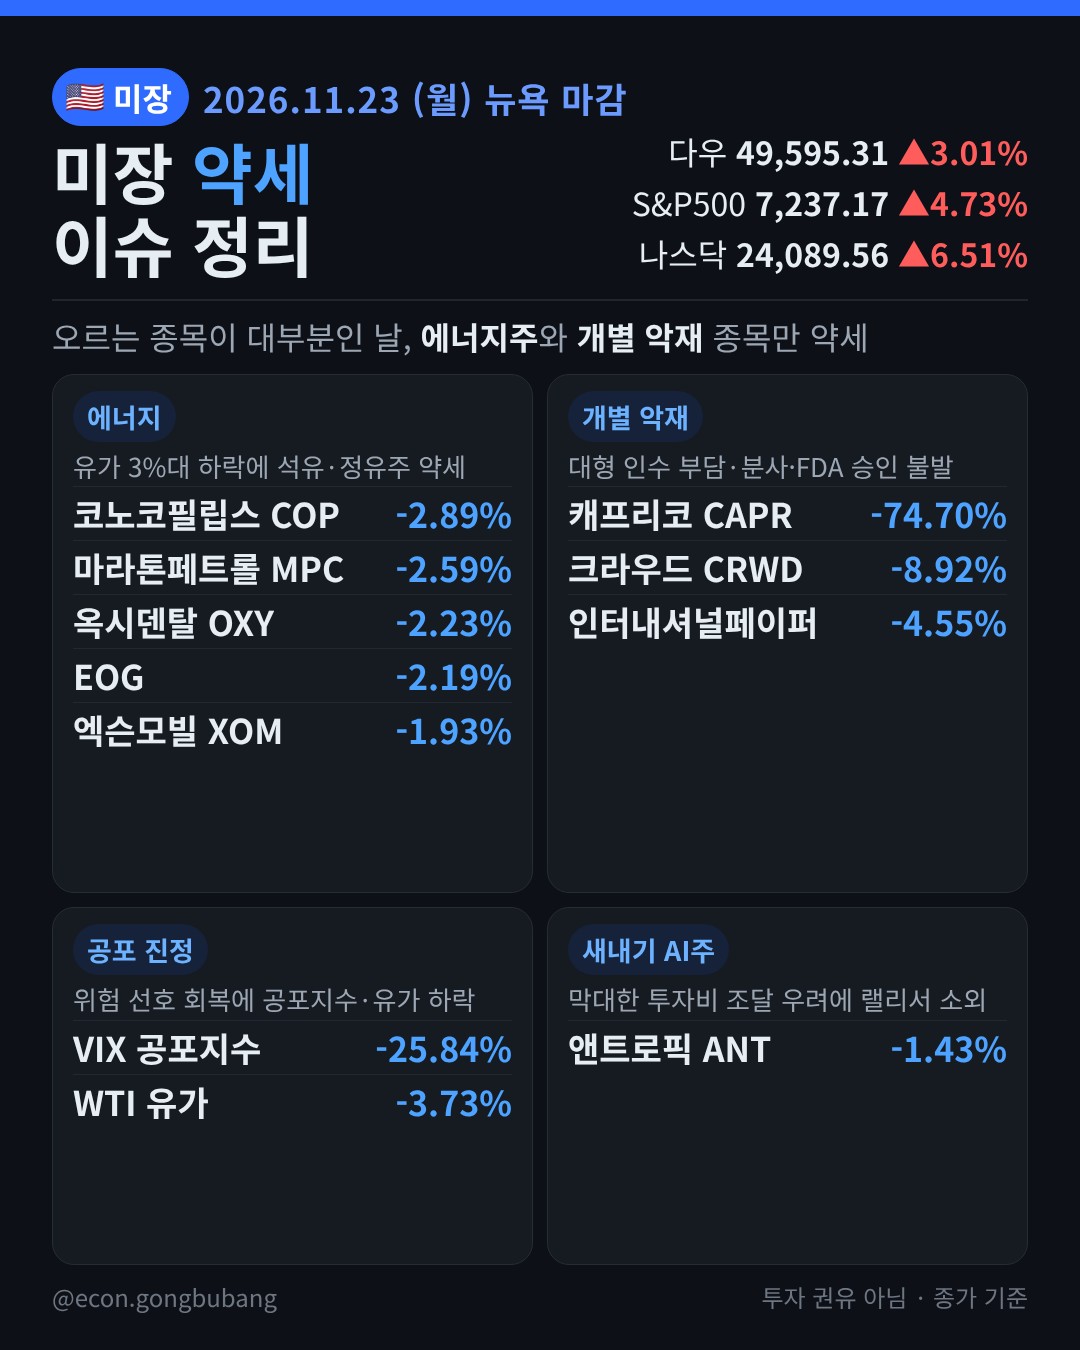 🇺🇸 미장 2026.11.23 (월) 뉴욕 마감
미장 약세
이슈 정리
다우 49,595.31 ▲3.01%
S&P500 7,237.17 ▲4.73%
나스닥 24,089.56 ▲6.51%
오르는 종목이 대부분인 날, 에너지주와 개별 악재 종목만 약세
에너지
유가 3%대 하락에 석유·정유주 약세
코노코필립스 COP -2.89%
마라톤페트롤 MPC -2.59%
옥시덴탈 OXY -2.23%
EOG -2.19%
엑슨모빌 XOM -1.93%
개별 악재
대형 인수 부담·분사·FDA 승인 불발
캐프리코 CAPR -74.70%
크라우드 CRWD -8.92%
인터내셔널페이퍼 -4.55%
공포 진정
위험 선호 회복에 공포지수·유가 하락
VIX 공포지수 -25.84%
WTI 유가 -3.73%
새내기 AI주
막대한 투자비 조달 우려에 랠리서 소외
앤트로픽 ANT -1.43%
@econ.gongbubang
투자 권유 아님 · 종가 기준